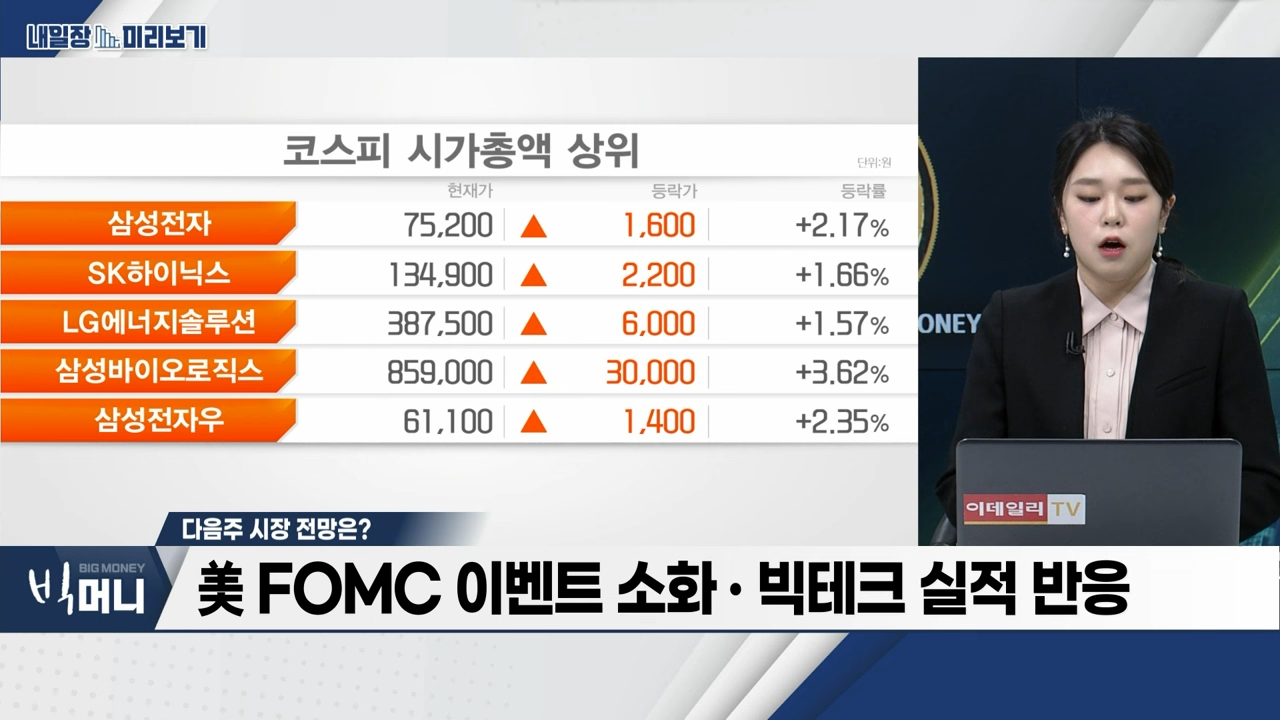 내일장 미리보기
코스피 시가총액 상위
단위:원
현재가 등락가 등락률
삼성전자 75,200 ▲ 1,600 +2.17%
SK하이닉스 134,900 ▲ 2,200 +1.66%
LG에너지솔루션 387,500 ▲ 6,000 +1.57%
삼성바이오로직스 859,000 ▲ 30,000 +3.62%
삼성전자우 61,100 ▲ 1,400 +2.35%
ONEY
이데일리 TV
다음주 시장 전망은?
BIG MONEY
빅머니
美 FOMC 이벤트 소화·빅테크 실적 반응